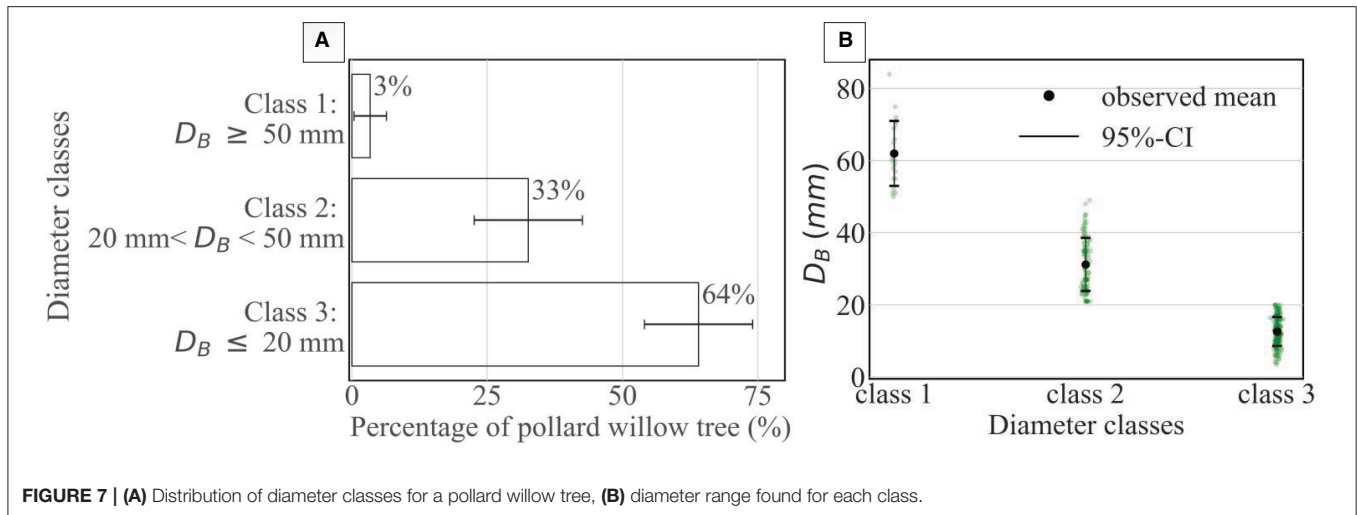 A
Diameter classes
Class 1:
D_B ≥ 50 mm
3%
Class 2:
20 mm< D_B < 50 mm
33%
Class 3:
D_B ≤ 20 mm
64%
0 25 50 75
Percentage of pollard willow tree (%)
B
D_B (mm)
80
60
40
20
0
observed mean
95%-CI
class 1 class 2 class 3
Diameter classes
FIGURE 7 | (A) Distribution of diameter classes for a pollard willow tree, (B) diameter range found for each class.